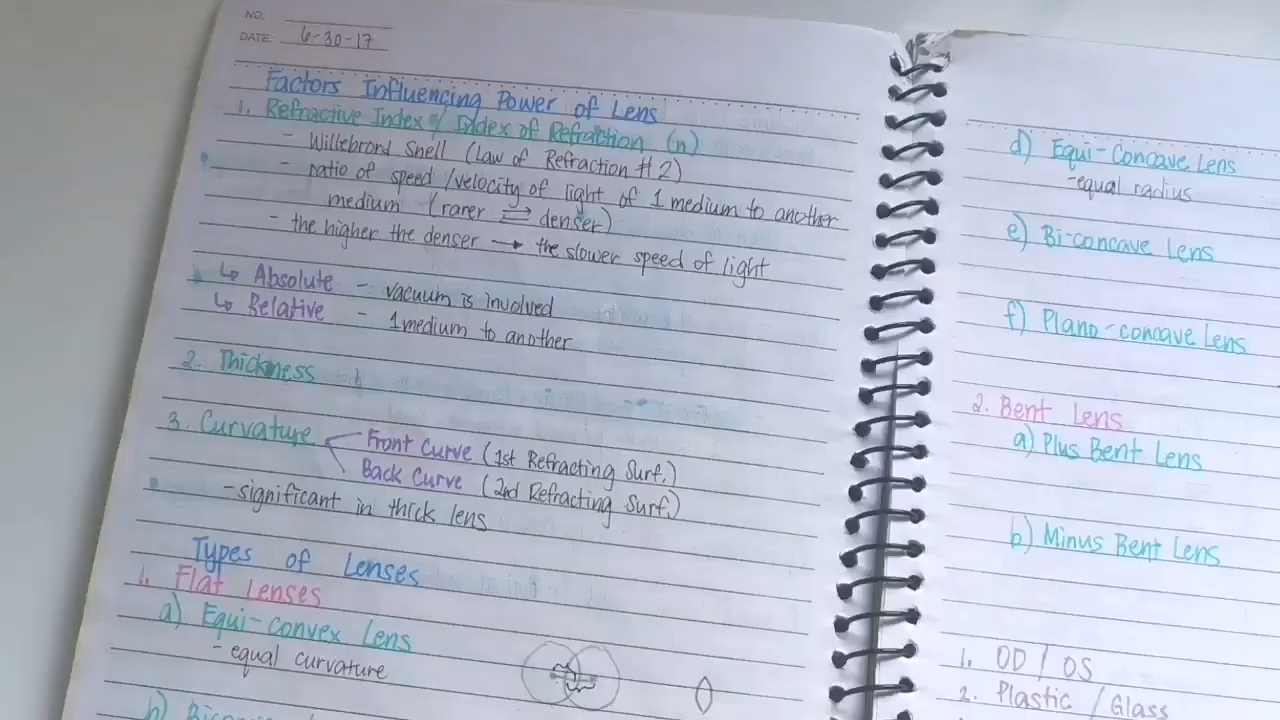 NO:
DATE: 6-30-17
Factors Influencing Power of Lens
1. Refractive Index / Index of Refraction (n)
- Willebrord Snell (Law of Refraction #2)
- ratio of speed /velocity of light of 1 medium to another
medium (rarer ⇄ denser)
- the higher the denser → the slower speed of light
↳ Absolute - vacuum is involved
↳ Relative - 1 medium to another
2. Thickness
3. Curvature
Front Curve (1st Refracting Surf.)
Back Curve (2nd Refracting Surf.)
- significant in thick lens
Types of Lenses
1. Flat Lenses
a) Equi-convex Lens
- equal curvature
b)
d) Equi-Concave Lens
- equal radius
e) Bi-concave Lens
f) Plano-concave Lens
2. Bent Lens
a) Plus Bent Lens
b) Minus Bent Lens
1. OD / OS
2. Plastic / Glass